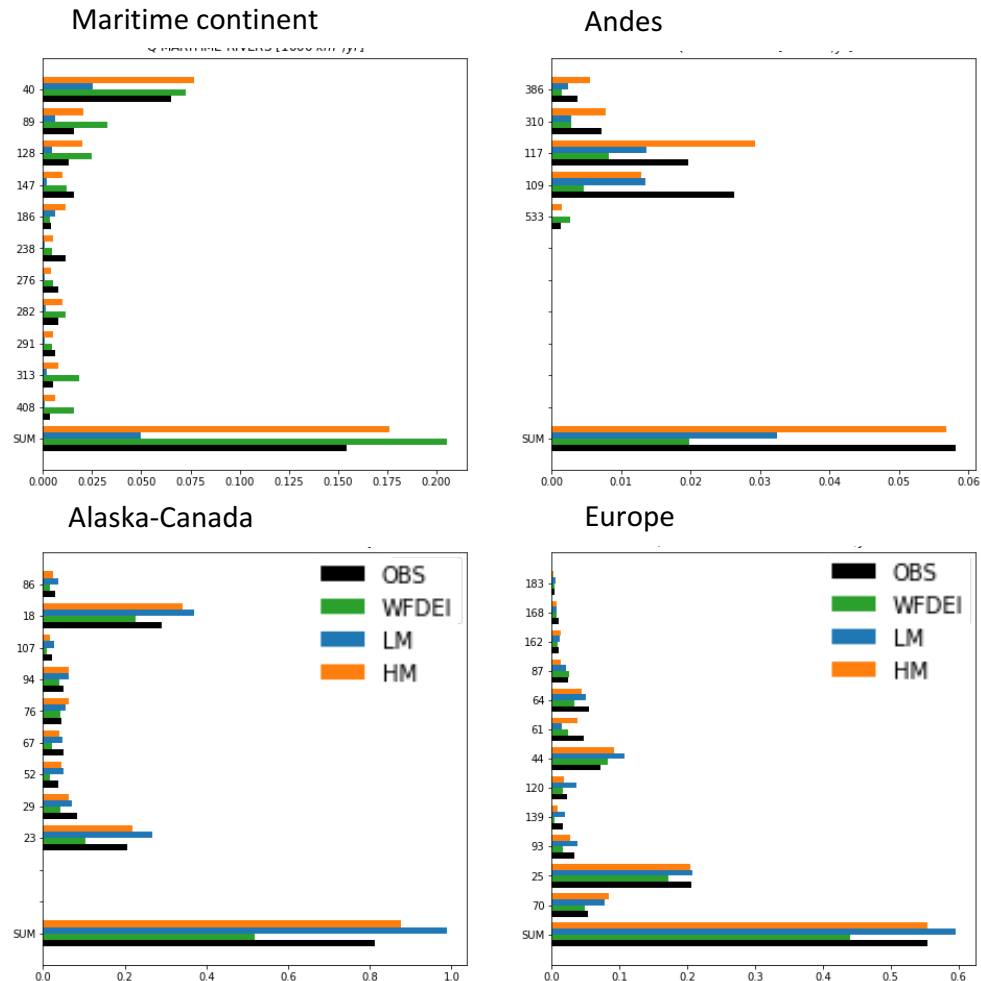 Maritime continent
Andes
40
89
128
147
186
238
276
282
291
313
408
SUM
0.000 0.025 0.050 0.075 0.100 0.125 0.150 0.175 0.200
386
310
117
109
533
SUM
0.00 0.01 0.02 0.03 0.04 0.05 0.06
Alaska-Canada
Europe
OBS
WFDEI
LM
HM
86
18
107
94
76
67
52
29
23
SUM
0.0 0.2 0.4 0.6 0.8 1.0
OBS
WFDEI
LM
HM
183
168
162
87
64
61
44
120
139
93
25
70
SUM
0.0 0.1 0.2 0.3 0.4 0.5 0.6